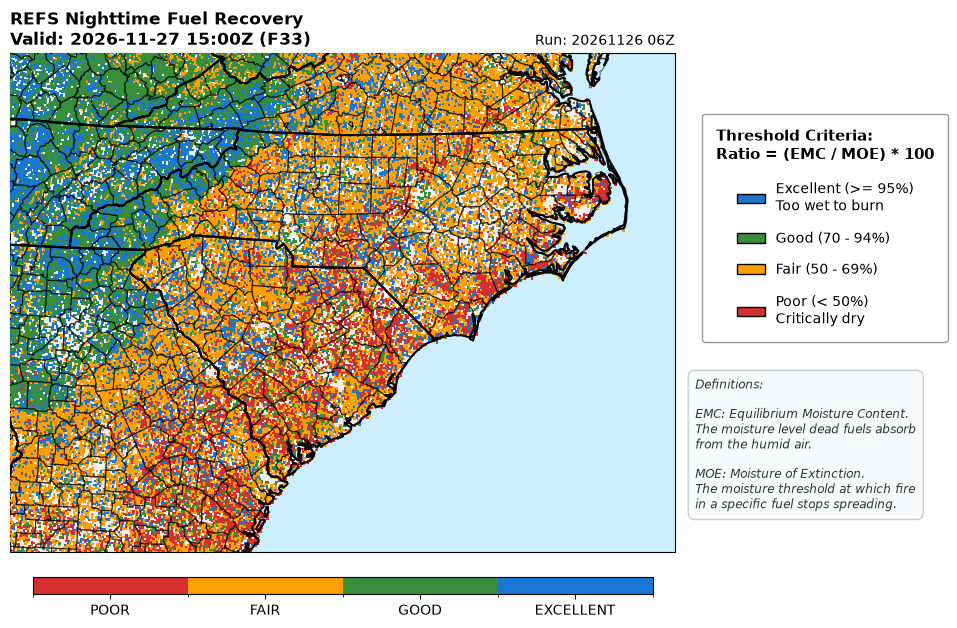 REFS Nighttime Fuel Recovery
Valid: 2026-11-27 15:00Z (F33)
Run: 20261126 06Z
Threshold Criteria:
Ratio = (EMC / MOE) * 100
Excellent (>= 95%)
Too wet to burn
Good (70 - 94%)
Fair (50 - 69%)
Poor (< 50%)
Critically dry
Definitions:
EMC: Equilibrium Moisture Content.
The moisture level dead fuels absorb
from the humid air.
MOE: Moisture of Extinction.
The moisture threshold at which fire
in a specific fuel stops spreading.
POOR
FAIR
GOOD
EXCELLENT